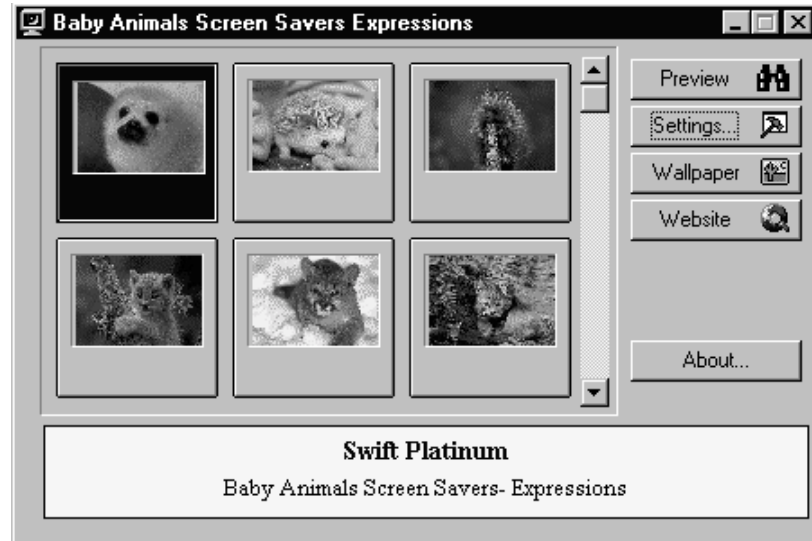 Baby Animals Screen Savers Expressions
Preview
Settings...
Wallpaper
Website
About...
Swift Platinum
Baby Animals Screen Savers- Expressions